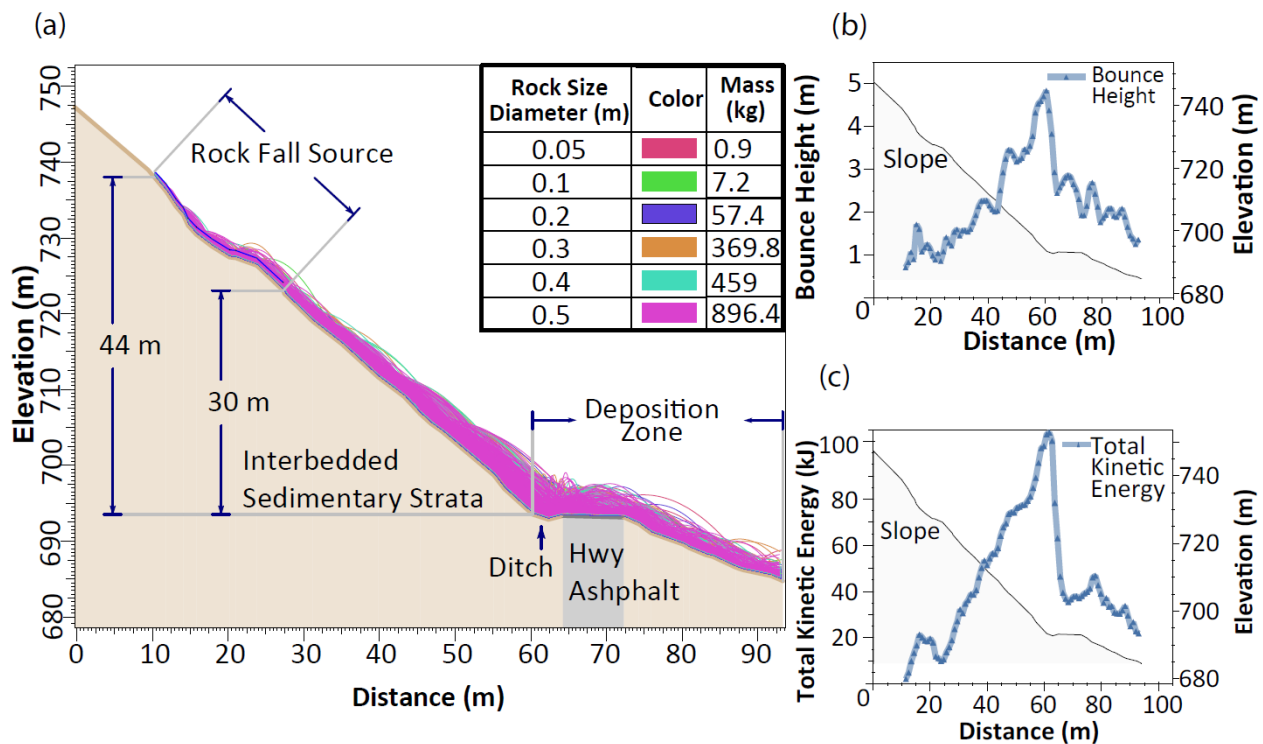 (a)
Elevation (m)
750
740
730
720
710
700
690
680
0
10
20
30
40
50
60
70
80
90
Distance (m)
Rock Fall Source
44 m
30 m
Interbedded
Sedimentary Strata
Deposition
Zone
Ditch
Hwy
Ashphalt
Rock Size Diameter (m) Color Mass (kg)
0.05 0.9
0.1 7.2
0.2 57.4
0.3 369.8
0.4 459
0.5 896.4
(b)
Bounce Height (m)
5
4
3
2
1
0
20
40
60
80
100
Distance (m)
Slope
Bounce
Height
740
720
700
680
Elevation (m)
(c)
Total Kinetic Energy (kJ)
100
80
60
40
20
0
20
40
60
80
100
Distance (m)
Slope
Total
Kinetic
Energy
740
720
700
680
Elevation (m)